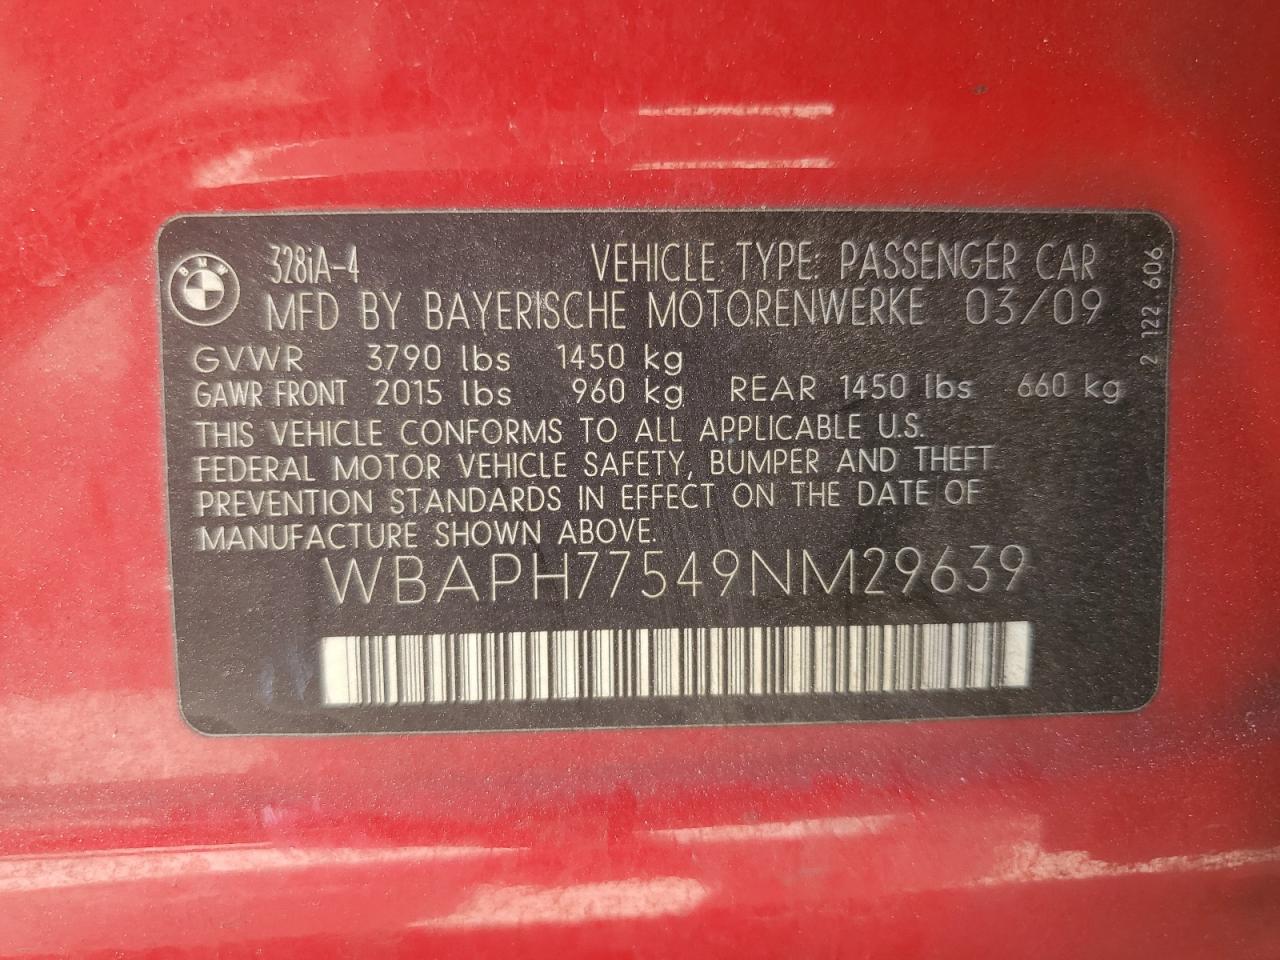 BMW
328iA-4 VEHICLE TYPE: PASSENGER CAR
MFD BY BAYERISCHE MOTORENWERKE 03/09
GVWR 3790 lbs 1450 kg
GAWR FRONT 2015 lbs 960 kg REAR 1450 lbs 660 kg
THIS VEHICLE CONFORMS TO ALL APPLICABLE U.S.
FEDERAL MOTOR VEHICLE SAFETY, BUMPER AND THEFT
PREVENTION STANDARDS IN EFFECT ON THE DATE OF
MANUFACTURE SHOWN ABOVE.
WBAPH77549NM29639
2 122.606